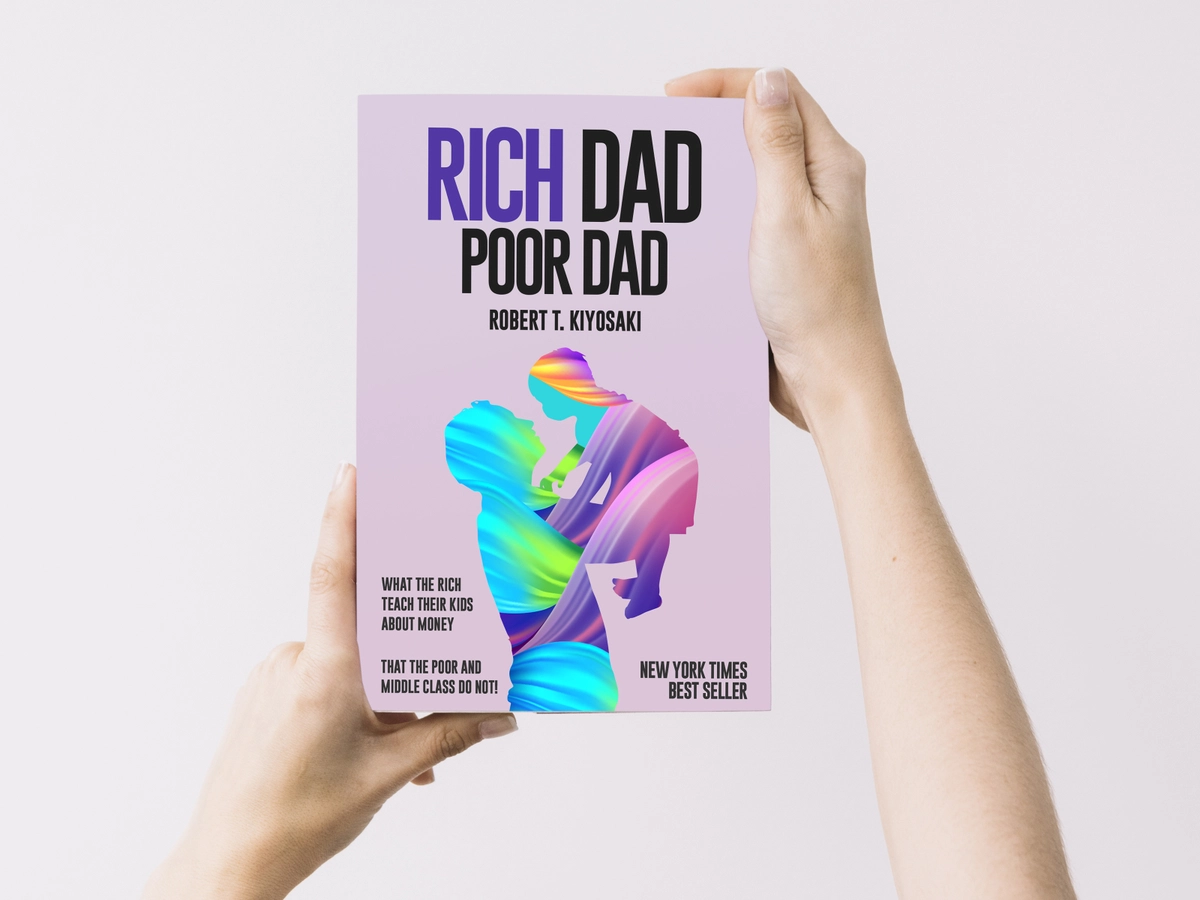 RICH DAD
POOR DAD
ROBERT T. KIYOSAKI
WHAT THE RICH
TEACH THEIR KIDS
ABOUT MONEY
THAT THE POOR AND
MIDDLE CLASS DO NOT!
NEW YORK TIMES
BEST SELLER